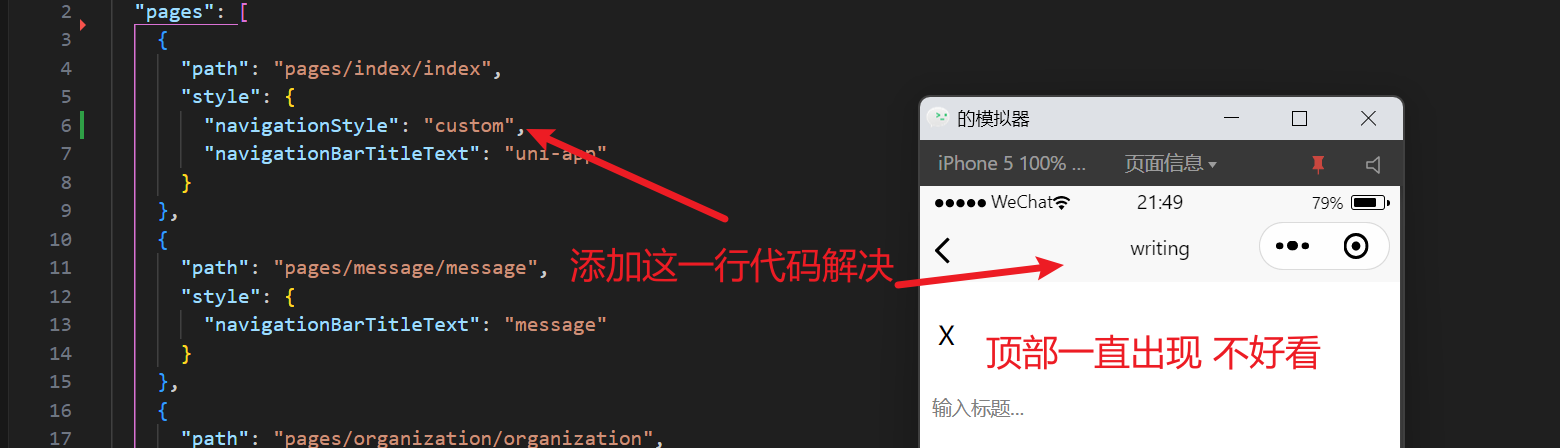 2 "pages": [
3 {
4 "path": "pages/index/index",
5 "style": {
6 "navigationStyle": "custom",
7 "navigationBarTitleText": "uni-app"
8 }
9 },
10 {
11 "path": "pages/message/message",
12 "style": {
13 "navigationBarTitleText": "message"
14 }
15 },
16 {
17 "path": "pages/organization/organization",
添加这一行代码解决
的模拟器
iPhone 5 100% ... 页面信息
WeChat 21:49 79%
writing
X
顶部一直出现 不好看
输入标题...